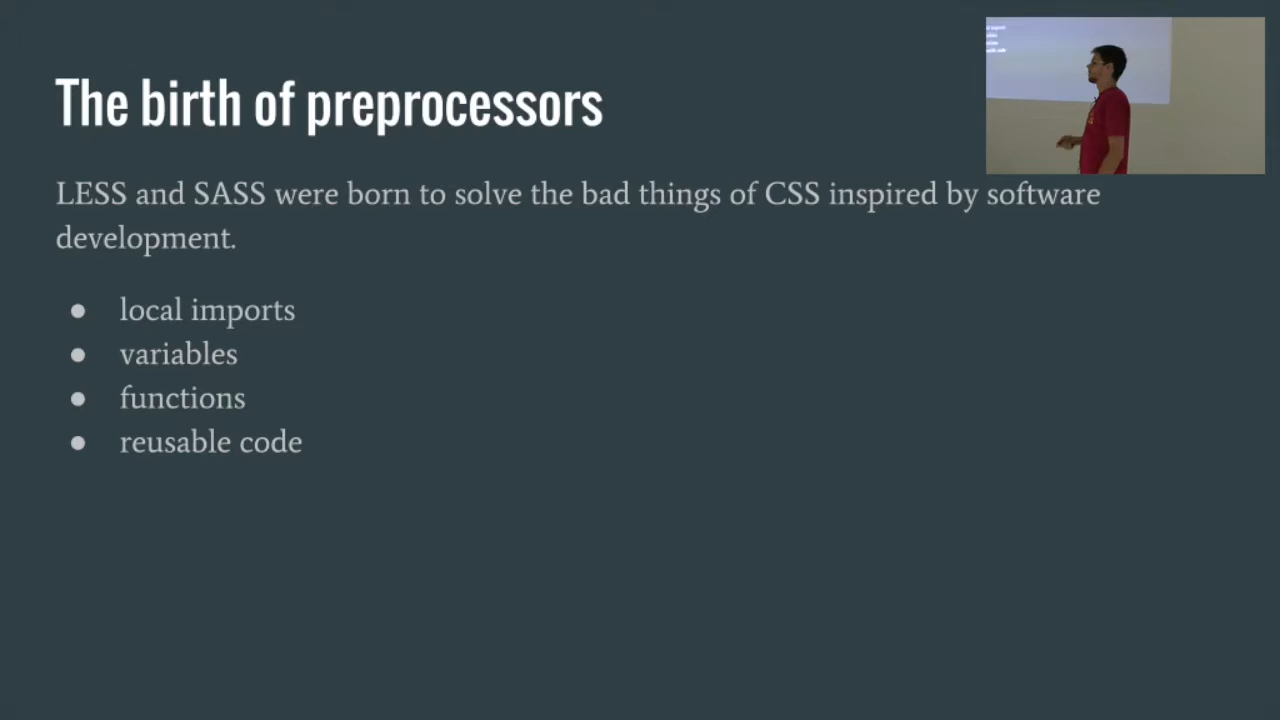 The birth of preprocessors
LESS and SASS were born to solve the bad things of CSS inspired by software
development.
● local imports
● variables
● functions
● reusable code